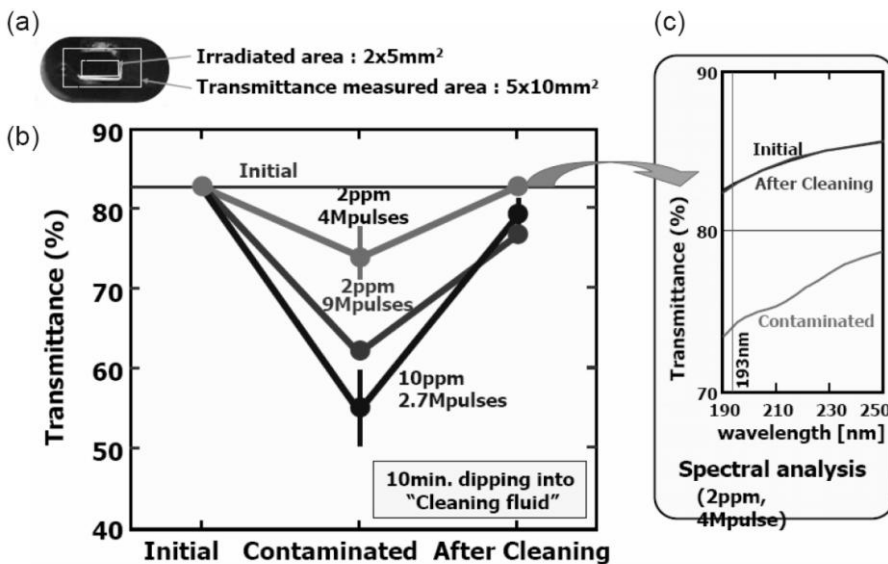 (a)
Irradiated area : 2x5mm²
Transmittance measured area : 5x10mm²
(b)
90
80
70
60
50
40
Transmittance (%)
Initial
2ppm
4Mpulses
2ppm
9Mpulses
10ppm
2.7Mpulses
10min. dipping into
“Cleaning fluid”
Initial Contaminated After Cleaning
(c)
90
80
70
Transmittance (%)
Initial
After Cleaning
Contaminated
193nm
190 210 230 250
wavelength [nm]
Spectral analysis
(2ppm,
4Mpulse)